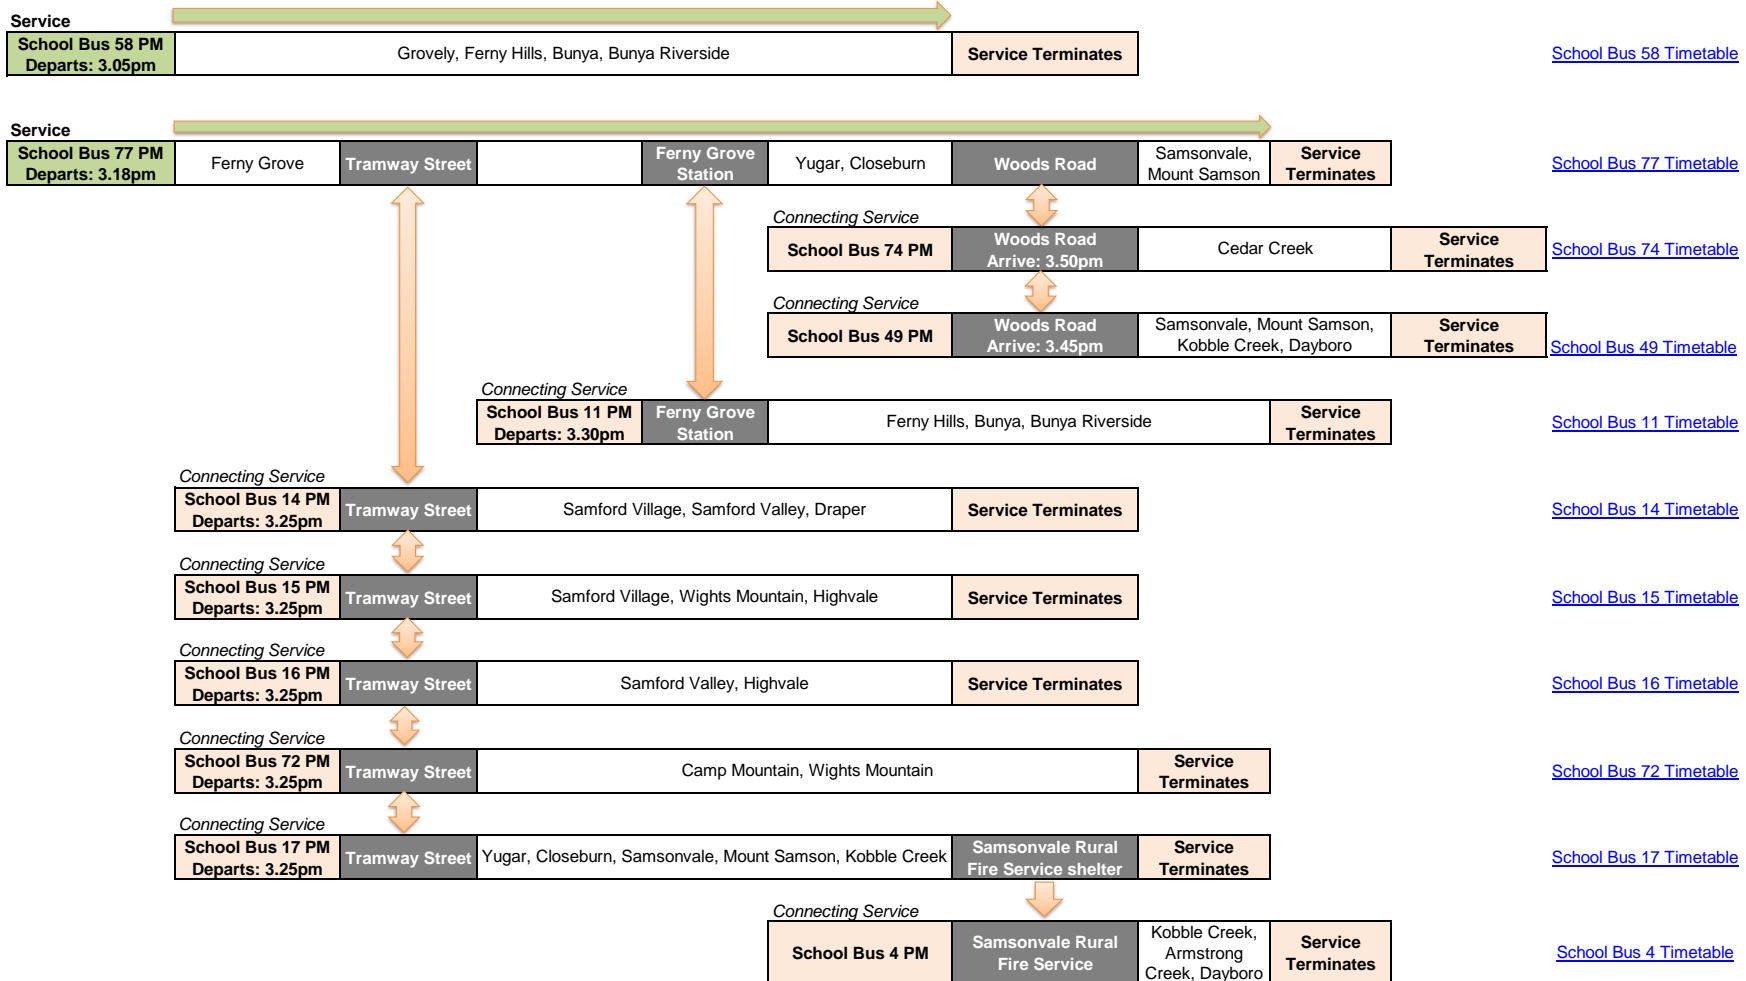 Service
School Bus 58 PM
Departs: 3.05pm
Grovely, Ferny Hills, Bunya, Bunya Riverside
Service Terminates
School Bus 58 Timetable
Service
School Bus 77 PM
Departs: 3.18pm
Ferny Grove
Tramway Street
Ferny Grove
Station
Yugar, Closeburn
Woods Road
Samsonvale,
Mount Samson
Service
Terminates
School Bus 77 Timetable
Connecting Service
School Bus 74 PM
Woods Road
Arrive: 3.50pm
Cedar Creek
Service
Terminates
School Bus 74 Timetable
Connecting Service
School Bus 49 PM
Woods Road
Arrive: 3.45pm
Samsonvale, Mount Samson,
Kobble Creek, Dayboro
Service
Terminates
School Bus 49 Timetable
Connecting Service
School Bus 11 PM
Departs: 3.30pm
Ferny Grove
Station
Ferny Hills, Bunya, Bunya Riverside
Service
Terminates
School Bus 11 Timetable
Connecting Service
School Bus 14 PM
Departs: 3.25pm
Tramway Street
Samford Village, Samford Valley, Draper
Service Terminates
School Bus 14 Timetable
Connecting Service
School Bus 15 PM
Departs: 3.25pm
Tramway Street
Samford Village, Wights Mountain, Highvale
Service Terminates
School Bus 15 Timetable
Connecting Service
School Bus 16 PM
Departs: 3.25pm
Tramway Street
Samford Valley, Highvale
Service Terminates
School Bus 16 Timetable
Connecting Service
School Bus 72 PM
Departs: 3.25pm
Tramway Street
Camp Mountain, Wights Mountain
Service
Terminates
School Bus 72 Timetable
Connecting Service
School Bus 17 PM
Departs: 3.25pm
Tramway Street
Yugar, Closeburn, Samsonvale, Mount Samson, Kobble Creek
Samsonvale Rural
Fire Service shelter
Service
Terminates
School Bus 17 Timetable
Connecting Service
School Bus 4 PM
Samsonvale Rural
Fire Service
Kobble Creek,
Armstrong
Creek, Dayboro
Service
Terminates
School Bus 4 Timetable